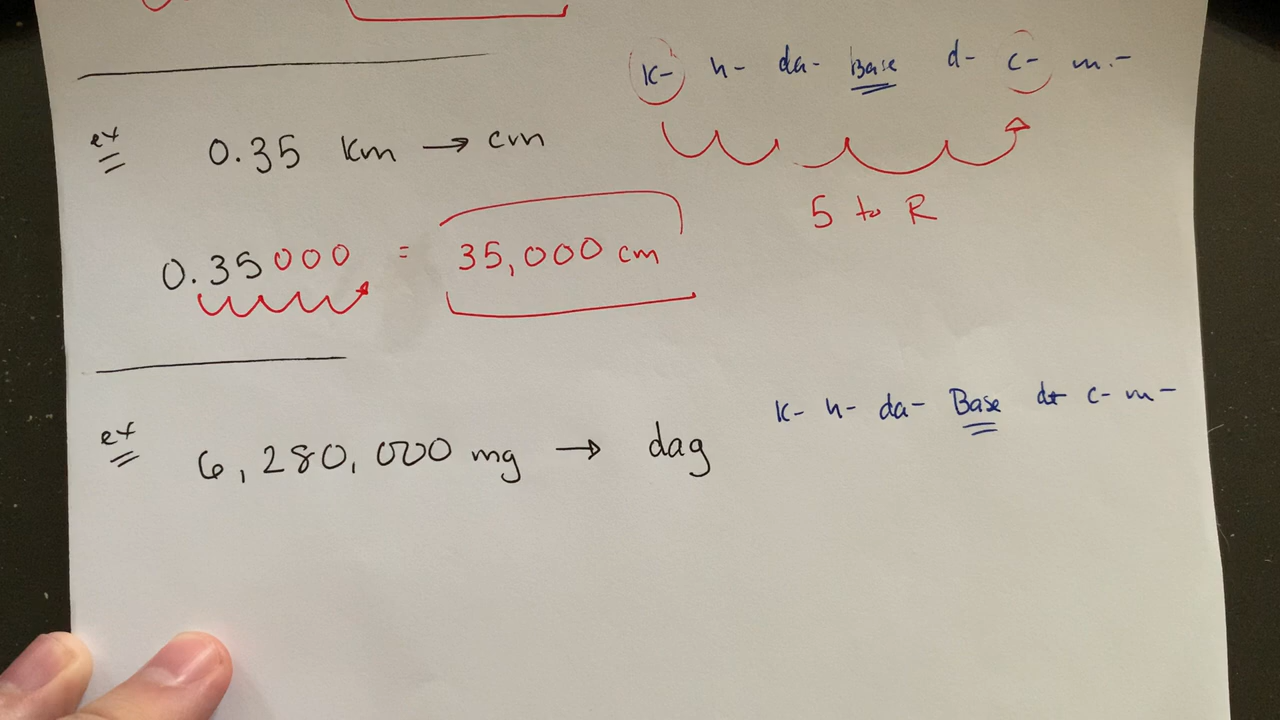 k- h- da- Base d- c- m.-
ex 0.35 km → cm
5 to R
0.35000 = 35,000 cm
k- h- da- Base d- c- m-
ex 6,280,000 mg → dag